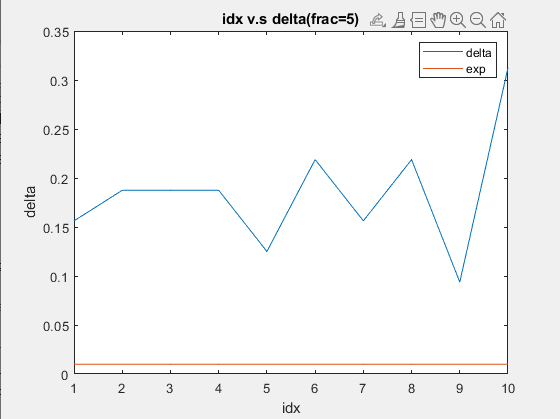 idx v.s delta(frac=5)
delta
exp
0.35
0.3
0.25
0.2
0.15
0.1
0.05
0
delta
1 2 3 4 5 6 7 8 9 10
idx